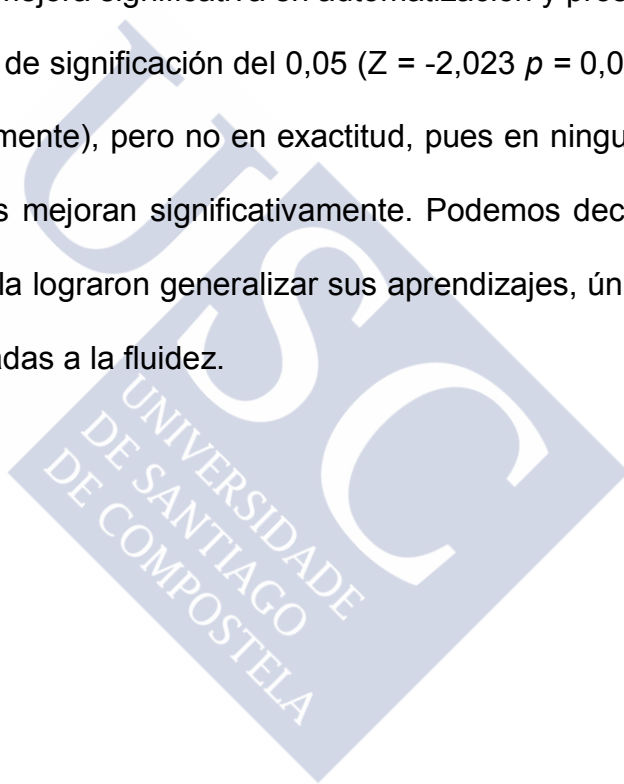 mejora significativa en automatización y
de significación del 0,05 (Z = -2,023 p = 0,0
mente), pero no en exactitud, pues en ningu
s mejoran significativamente. Podemos dec
la lograron generalizar sus aprendizajes, ún
adas a la fluidez.
USC
UNIVERSIDADE
DE SANTIAGO
DE COMPOSTELA